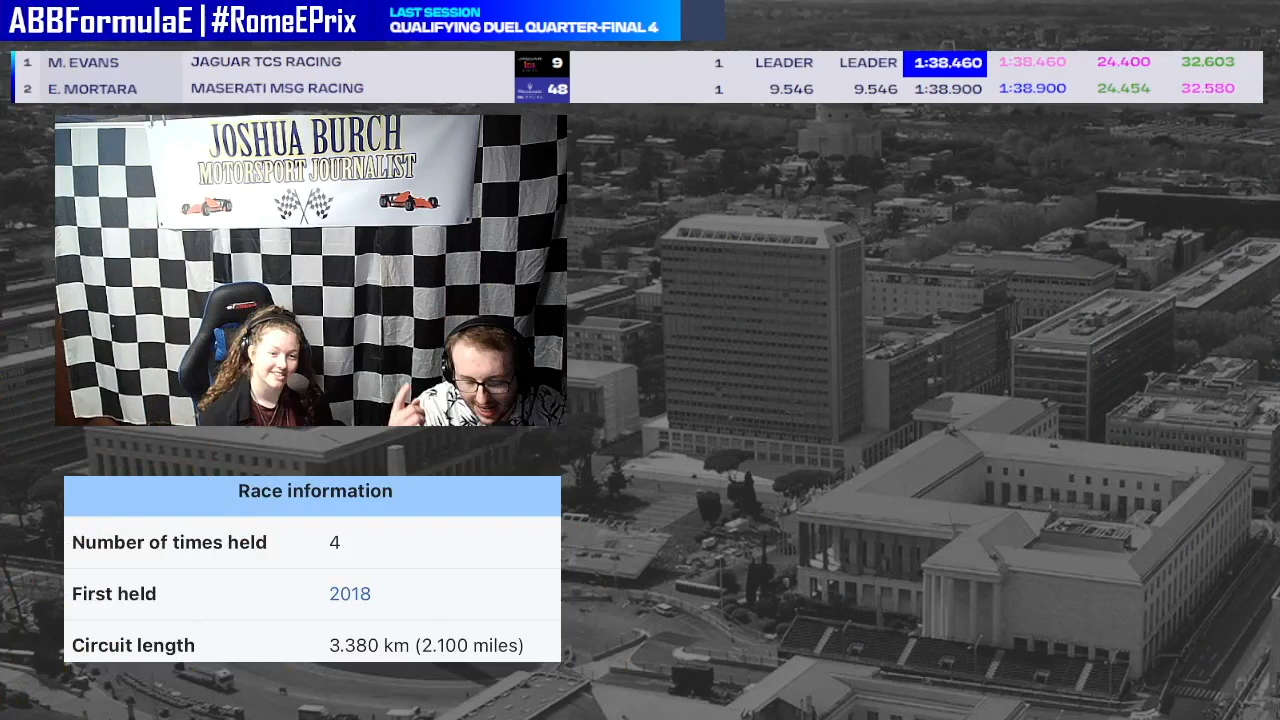 ABBFormulaE | #RomeEPrix
LAST SESSION
QUALIFYING DUEL QUARTER-FINAL 4
1 M. EVANS JAGUAR TCS RACING 9 1 LEADER LEADER 1:38.460 1:38.460 24.400 32.603
2 E. MORTARA MASERATI MSG RACING 48 1 9.546 9.546 1:38.900 1:38.900 24.454 32.580
JOSHUA BURCH
MOTORSPORT JOURNALIST
Race information
Number of times held 4
First held 2018
Circuit length 3.380 km (2.100 miles)